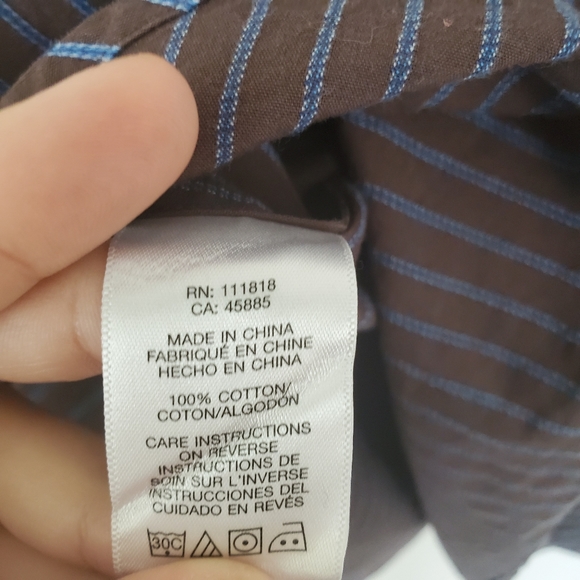 RN: 111818
CA: 45885
MADE IN CHINA
FABRIQUÉ EN CHINE
HECHO EN CHINA
100% COTTON/
COTON/ALGODÓN
CARE INSTRUCTIONS
ON REVERSE
INSTRUCTIONS DE
SOIN SUR L'INVERSE
INSTRUCCIONES DEL
CUIDADO EN REVÉS
30C